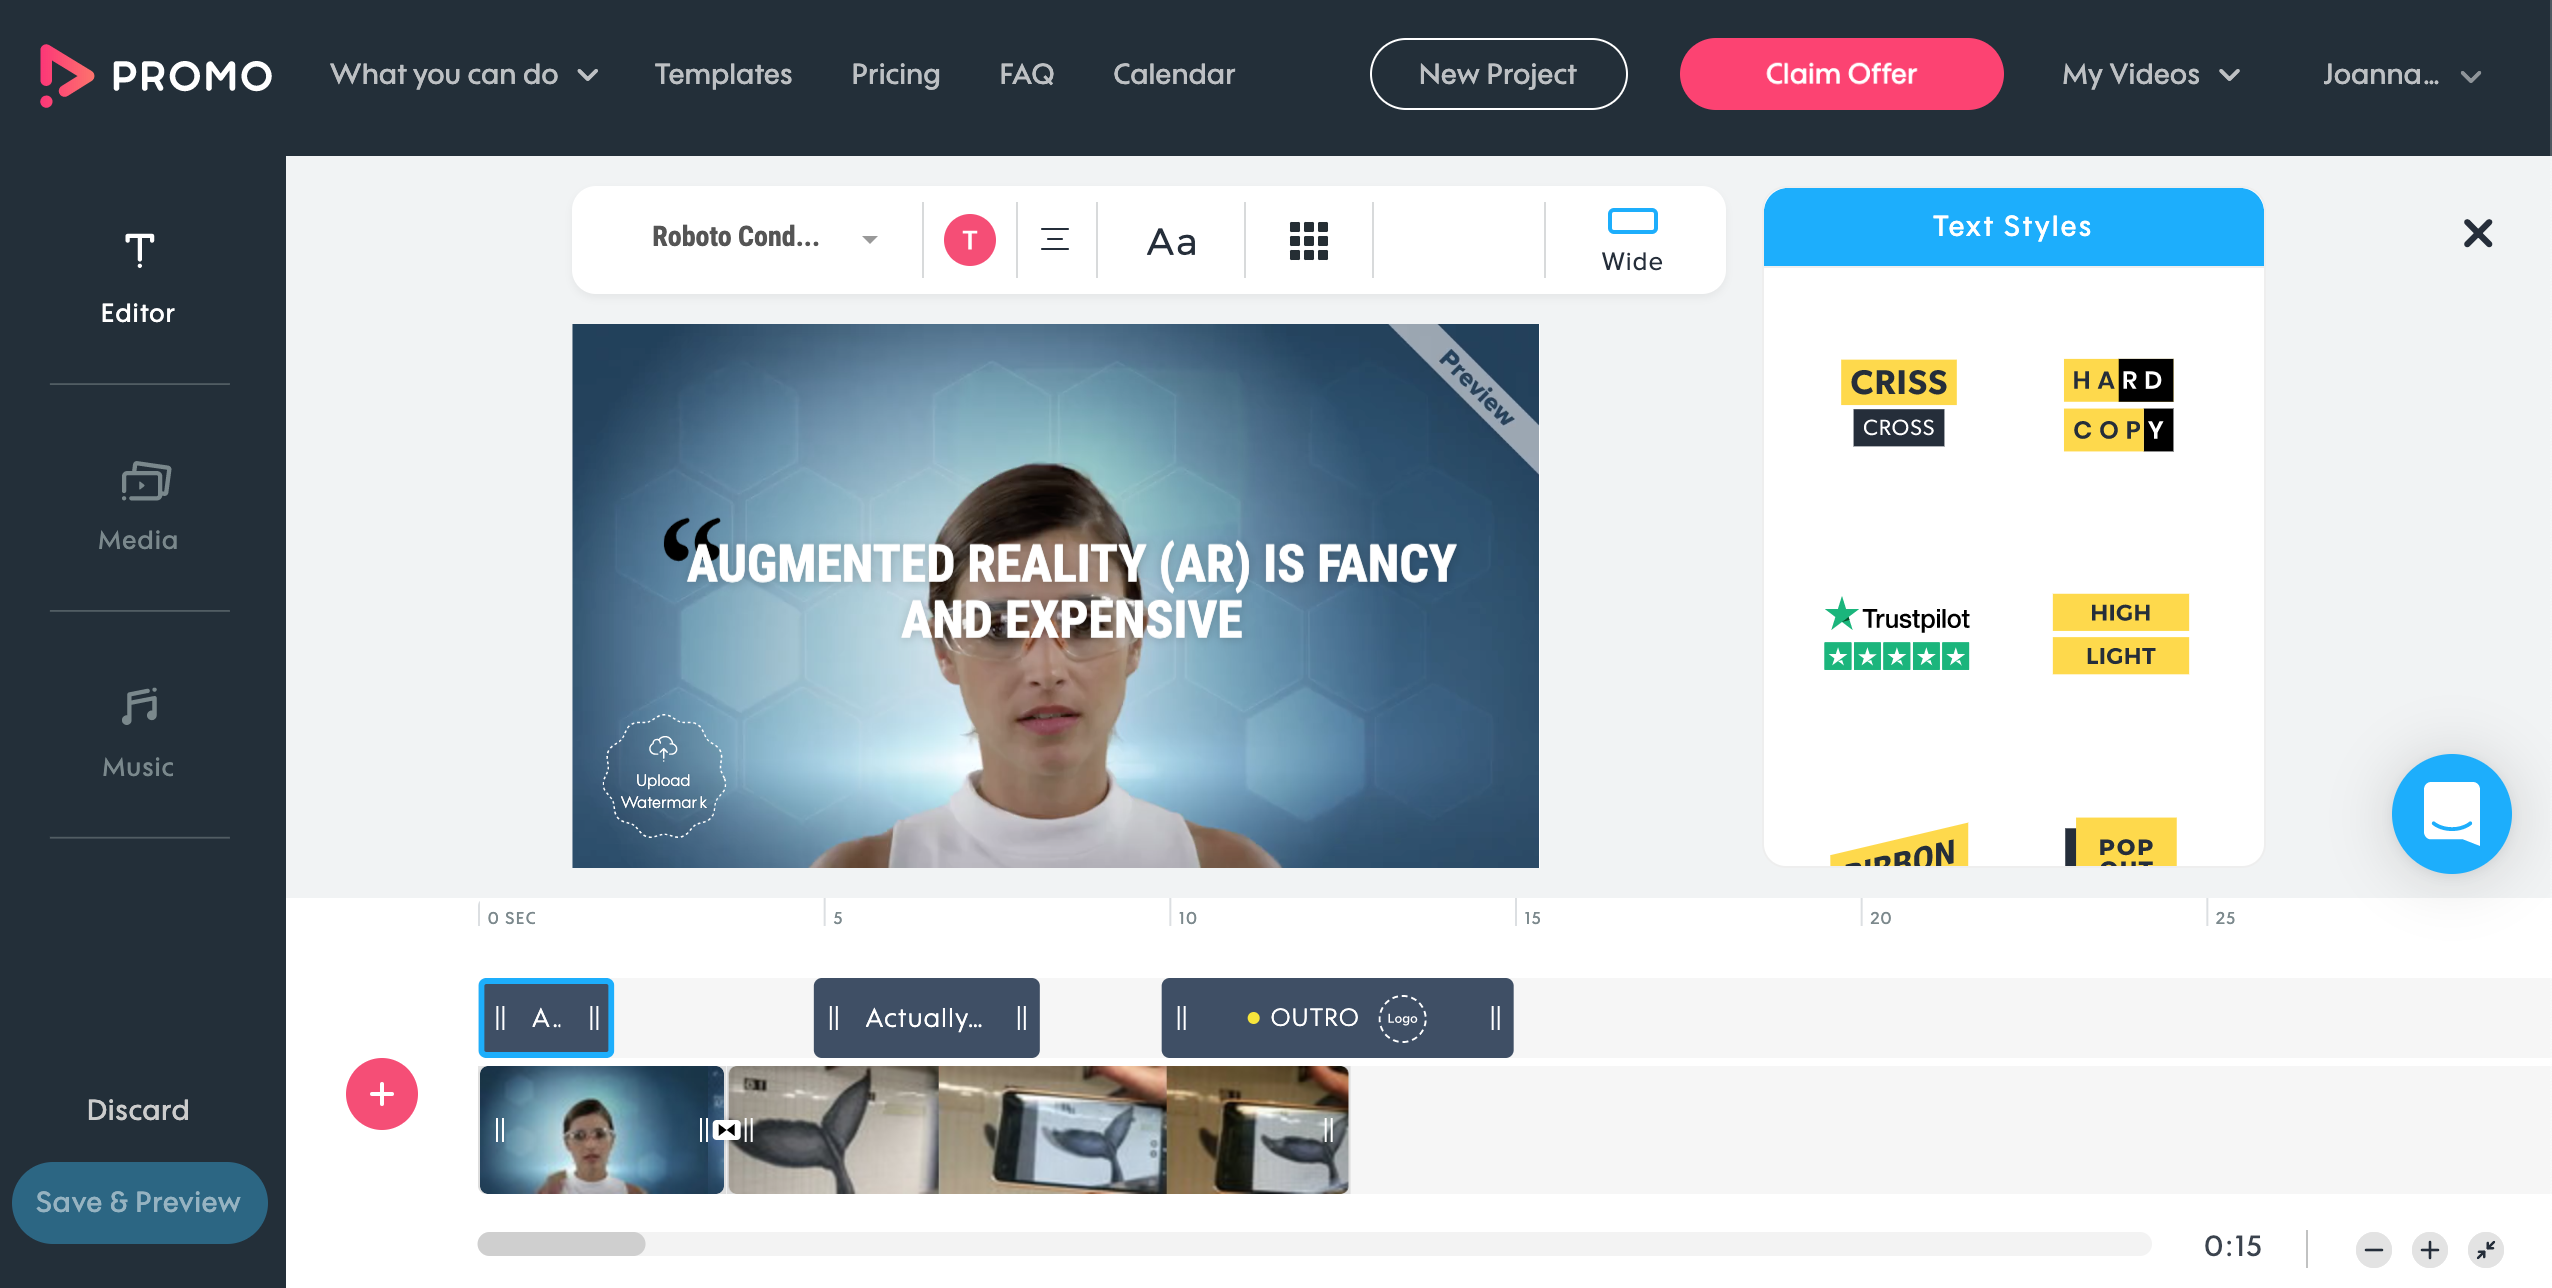 PROMO
What you can do
Templates
Pricing
FAQ
Calendar
New Project
Claim Offer
My Videos
Joanna...
Editor
Media
Music
Discard
Save & Preview
Roboto Cond...
T
Aa
Wide
Text Styles
Preview
“AUGMENTED REALITY (AR) IS FANCY
AND EXPENSIVE
Upload
Watermark
CRISS
CROSS
HARD
COPY
Trustpilot
HIGH
LIGHT
RIBBON
POP
OUT
0 SEC
5
10
15
20
25
A..
Actually...
OUTRO
Logo
0:15